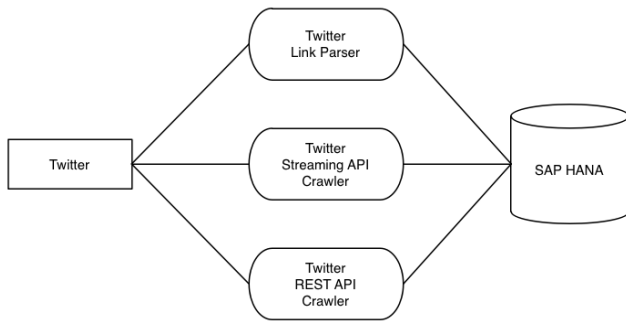 Twitter
Link Parser
Twitter
Twitter
Streaming API
Crawler
SAP HANA
Twitter
REST API
Crawler